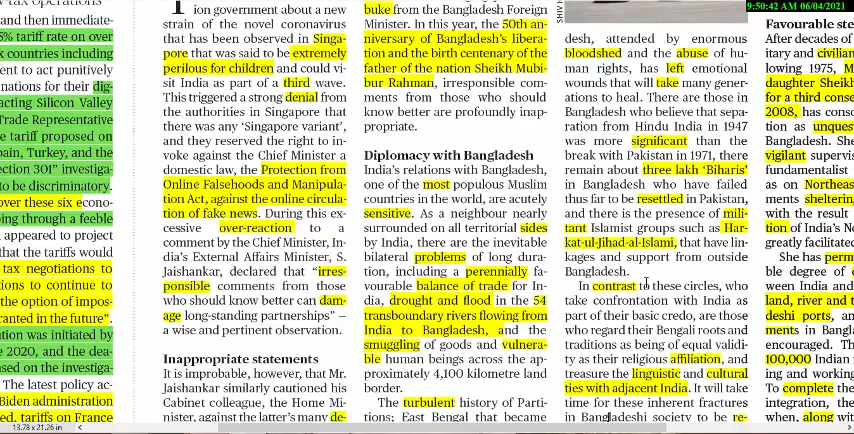 9:50:42 AM 06/04/2021
and then immediate-
5% tariff rate on over
x countries including
ent to act punitively
nations for their dig-
acting Silicon Valley
Trade Representative
e tariff proposed on
pain, Turkey, and the
ection 301" investiga-
to be discriminatory.
over these six econo-
ping through a feeble
appeared to project
that the tariffs would
tax negotiations to
tions to continue to
the option of impos-
ranted in the future".
ation was initiated by
e 2020, and the dea-
ased on the investiga-
The latest policy ac-
Biden administration
ed, tariffs on France
ion government about a new
strain of the novel coronavirus
that has been observed in Singa-
pore that was said to be extremely
perilous for children and could vi-
sit India as part of a third wave.
This triggered a strong denial from
the authorities in Singapore that
there was any 'Singapore variant',
and they reserved the right to in-
voke against the Chief Minister a
domestic law, the Protection from
Online Falsehoods and Manipula-
tion Act, against the online circula-
tion of fake news. During this ex-
cessive over-reaction to a
comment by the Chief Minister, In-
dia's External Affairs Minister, S.
Jaishankar, declared that "irres-
ponsible comments from those
who should know better can dam-
age long-standing partnerships" –
a wise and pertinent observation.
Inappropriate statements
It is improbable, however, that Mr.
Jaishankar similarly cautioned his
Cabinet colleague, the Home Mi-
nister, against the latter's many de-
buke from the Bangladesh Foreign
Minister. In this year, the 50th an-
niversary of Bangladesh's libera-
tion and the birth centenary of the
father of the nation Sheikh Mubi-
bur Rahman, irresponsible com-
ments from those who should
know better are profoundly inap-
propriate.
Diplomacy with Bangladesh
India's relations with Bangladesh,
one of the most populous Muslim
countries in the world, are acutely
sensitive. As a neighbour nearly
surrounded on all territorial sides
by India, there are the inevitable
bilateral problems of long dura-
tion, including a perennially fa-
vourable balance of trade for In-
dia, drought and flood in the 54
transboundary rivers flowing from
India to Bangladesh, and the
smuggling of goods and vulnera-
ble human beings across the ap-
proximately 4,100 kilometre land
border.
The turbulent history of Parti-
tions; East Bengal that became
desh, attended by enormous
bloodshed and the abuse of hu-
man rights, has left emotional
wounds that will take many gener-
ations to heal. There are those in
Bangladesh who believe that sepa-
ration from Hindu India in 1947
was more significant than the
break with Pakistan in 1971, there
remain about three lakh 'Biharis'
in Bangladesh who have failed
thus far to be resettled in Pakistan,
and there is the presence of mili-
tant Islamist groups such as Har-
kat-ul-Jihad-al-Islami, that have lin-
kages and support from outside
Bangladesh.
In contrast to these circles, who
take confrontation with India as
part of their basic credo, are those
who regard their Bengali roots and
traditions as being of equal validi-
ty as their religious affiliation, and
treasure the linguistic and cultural
ties with adjacent India. It will take
time for these inherent fractures
in Bangladeshi society to be re-
Favourable ste
After decades of
itary and civilian
lowing 1975, M
daughter Sheikh
for a third conse
2008, has conso
tion as unques
Bangladesh. She
vigilant supervis
fundamentalist
as on Northeas
ments sheltering
with the result
tion of India's No
greatly facilitated
She has perm
ble degree of c
ween India and
land, river and t
deshi ports, an
ments in Bangla
encouraged. Th
100,000 Indian
ing and working
To complete the
integration, the
when, along wit
13.78 x 21.26 in